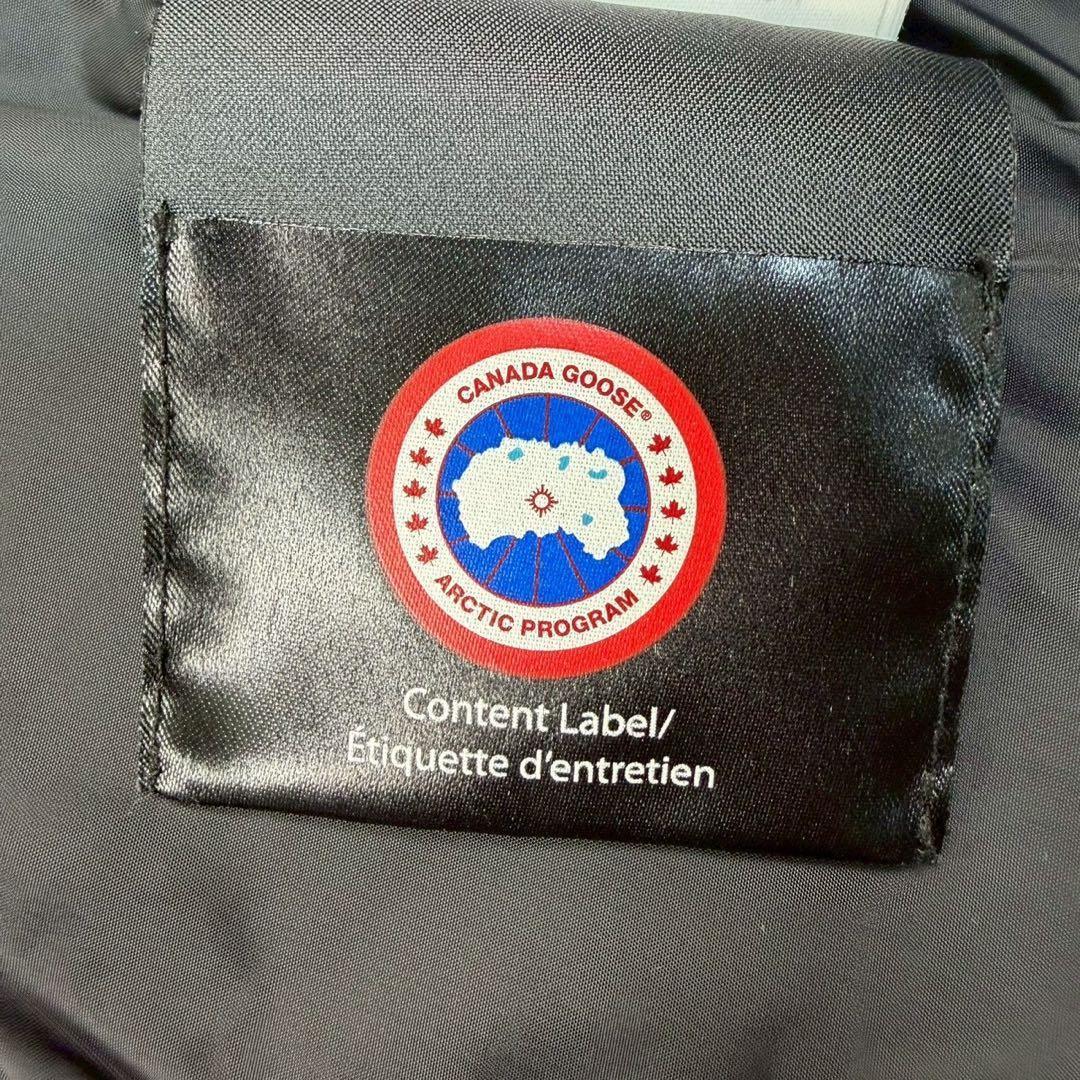 CANADA GOOSE®
ARCTIC PROGRAM
Content Label/
Étiquette d'entretien